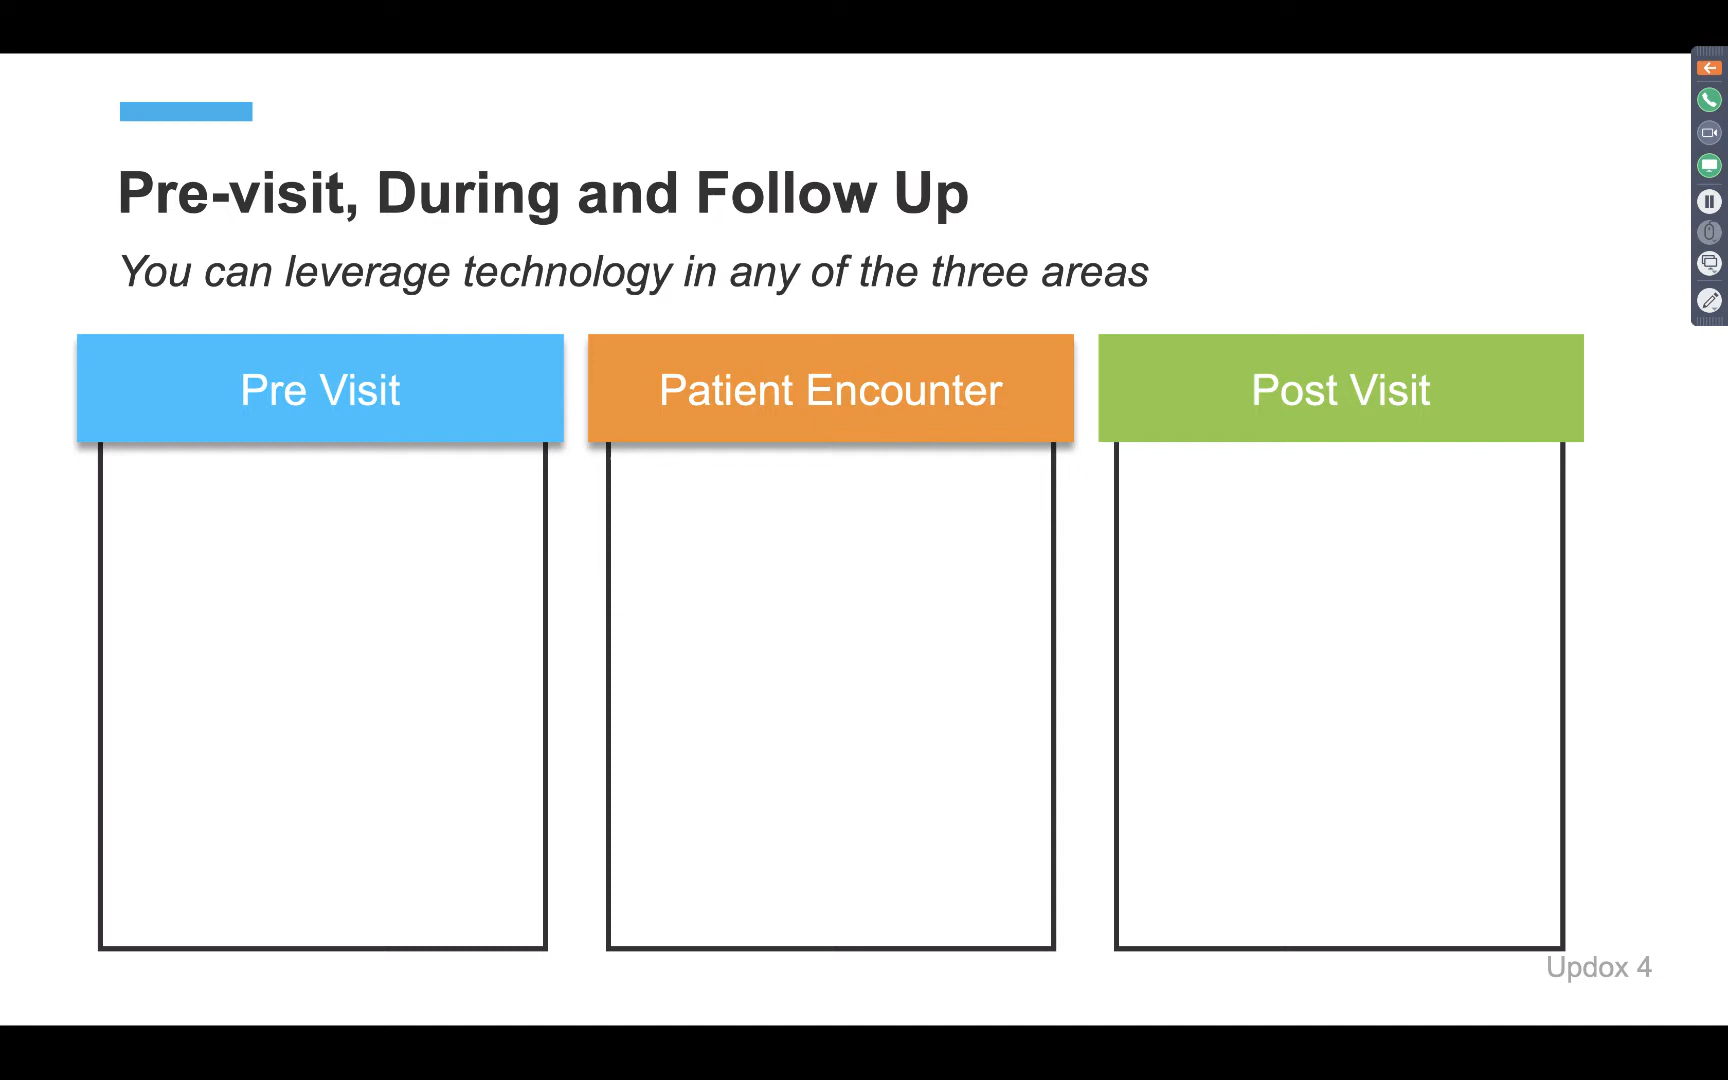 Pre-visit, During and Follow Up
You can leverage technology in any of the three areas
Pre Visit
Patient Encounter
Post Visit
Updox 4